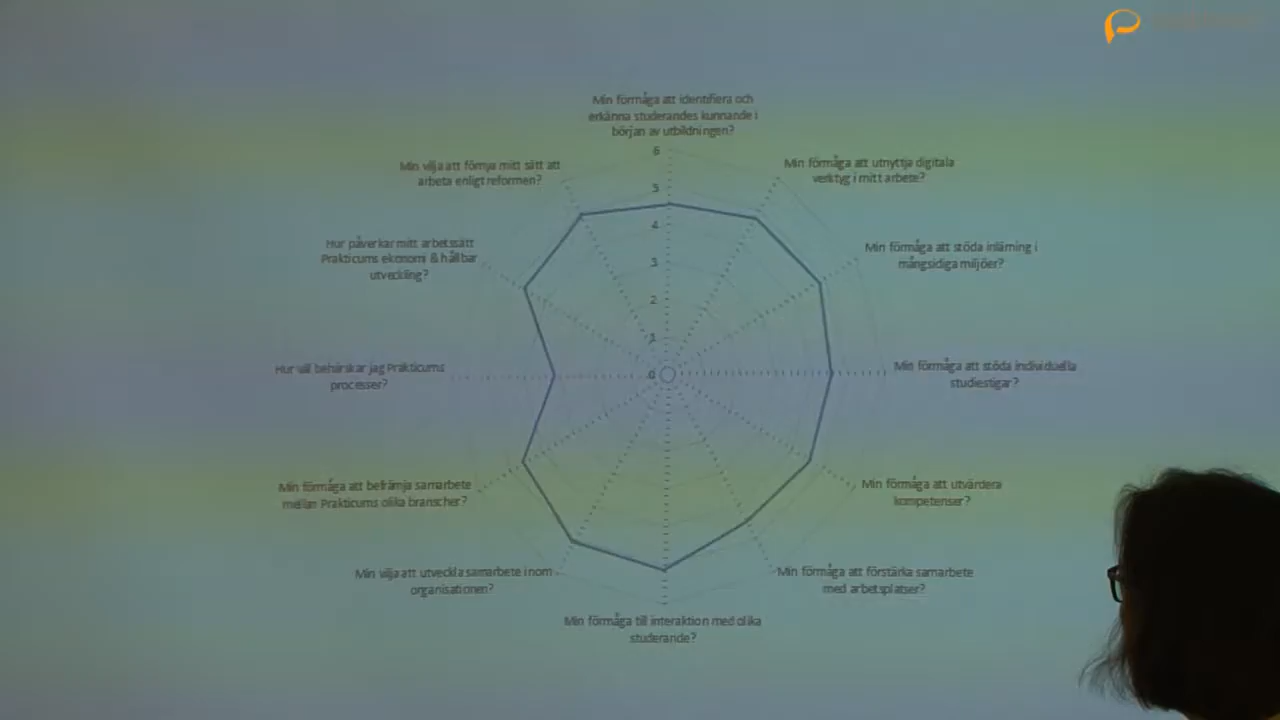 Min förmåga att identifiera och
erkänna studerandes kunnande i
början av utbildningen?
Min förmåga att utnyttja digitala
verktyg i mitt arbete?
Min förmåga att stöda inlärning i
mångsidiga miljöer?
Min förmåga att stöda individuella
studiestigar?
Min förmåga att utvärdera
kompetenser?
Min förmåga att förstärka samarbete
med arbetsplatser?
Min förmåga till interaktion med olika
studerande?
Min vilja att utveckla samarbete inom
organisationen?
Min förmåga att befrämja samarbete
mellan Prakticums olika branscher?
Hur väl behärskar jag Prakticums
processer?
Hur påverkar mitt arbetssätt
Prakticums ekonomi & hållbar
utveckling?
Min vilja att förnya mitt sätt att
arbeta enligt reformen?
6
5
4
3
2
1
0